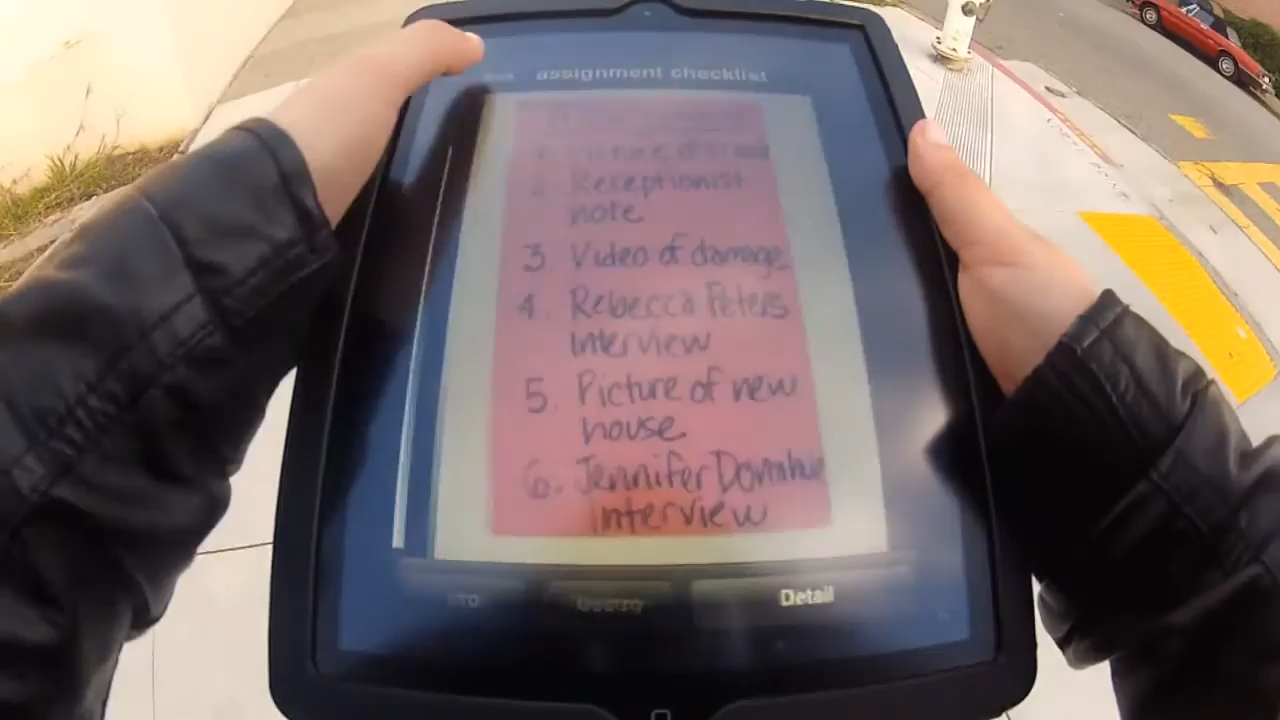 assignment checklist
2. Receptionist
note
3. Video of damage
4. Rebecca Peters
Interview
5. Picture of new
house
6. Jennifer Donahue
interview
Detail